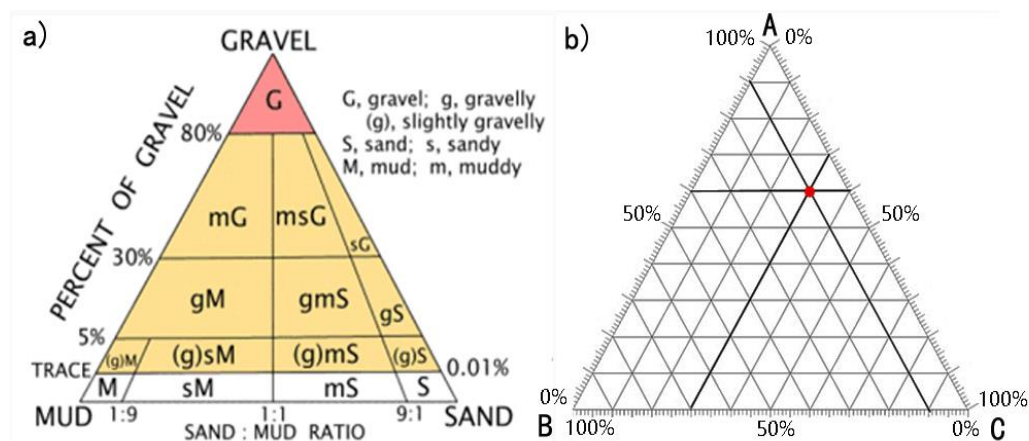 a)
GRAVEL
PERCENT OF GRAVEL
G
80%
G, gravel; g, gravelly
(g), slightly gravelly
S, sand; s, sandy
M, mud; m, muddy
mG
msG
sG
30%
gM
gmS
gS
5%
(g)M
(g)sM
(g)mS
(g)S
TRACE
0.01%
M
sM
mS
S
MUD
1:9
1:1
9:1
SAND
SAND : MUD RATIO
b)
A
100%
0%
50%
50%
0%
100%
B
100%
50%
0%
C